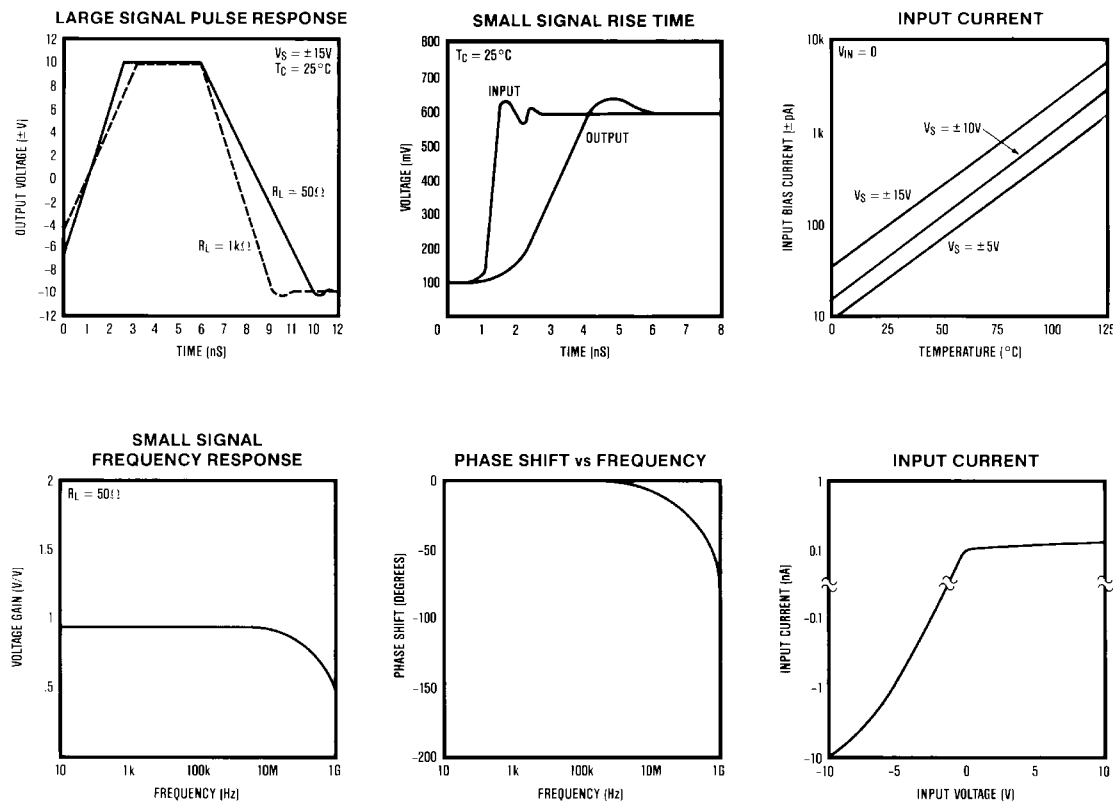 LARGE SIGNAL PULSE RESPONSE
OUTPUT VOLTAGE (±V)
12
10
8
6
4
2
0
−2
−4
−6
−8
−10
−12
VS = ±15V
TC = 25°C
RL = 50Ω
RL = 1kΩ
0 1 2 3 4 5 6 7 8 9 11 10 12
TIME (nS)
SMALL SIGNAL RISE TIME
VOLTAGE (mV)
800
700
600
500
400
300
200
100
0
TC = 25°C
INPUT
OUTPUT
0 1 2 3 4 5 6 8
TIME (nS)
INPUT CURRENT
INPUT BIAS CURRENT (±pA)
10k
1k
100
10
VIN = 0
VS = ±10V
VS = ±15V
VS = ±5V
0 25 50 75 100 125
TEMPERATURE (°C)
SMALL SIGNAL
FREQUENCY RESPONSE
VOLTAGE GAIN (V/V)
2
1.5
1
.5
RL = 50Ω
10 1k 100k 10M 1G
FREQUENCY (Hz)
PHASE SHIFT vs FREQUENCY
PHASE SHIFT (DEGREES)
0
−50
−100
−150
−200
10 1k 100k 10M 1G
FREQUENCY (Hz)
INPUT CURRENT
INPUT CURRENT (nA)
1
0.1
-0.1
−1
−10
−10 −5 0 5 10
INPUT VOLTAGE (V)